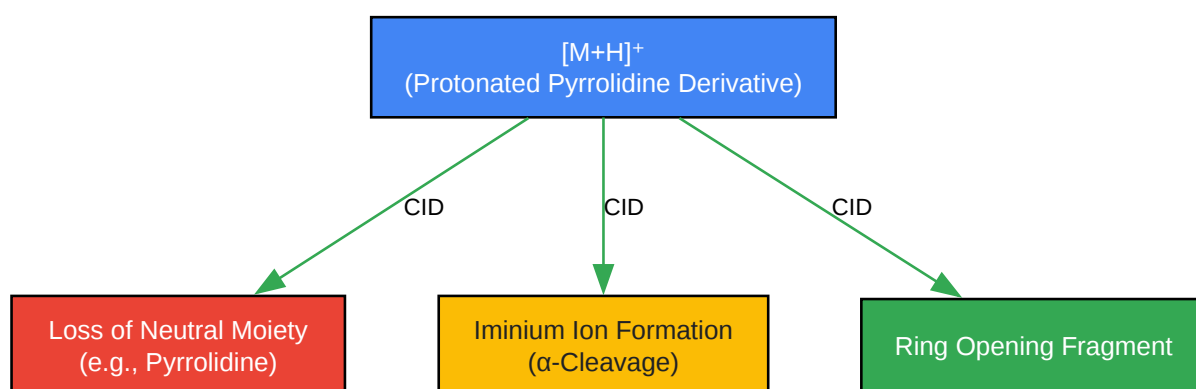 [M+H]⁺
(Protonated Pyrrolidine Derivative)
CID
CID
CID
Loss of Neutral Moiety
(e.g., Pyrrolidine)
Iminium Ion Formation
(α-Cleavage)
Ring Opening Fragment